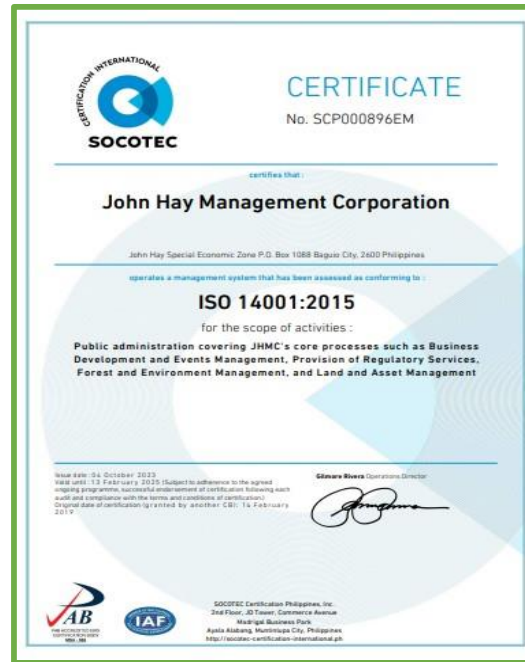 CERTIFICATION INTERNATIONAL
SOCOTEC
CERTIFICATE
No. SCP000896EM
certifies that :
John Hay Management Corporation
John Hay Special Economic Zone P.O. Box 1088 Baguio City, 2600 Philippines
operates a management system that has been assessed as conforming to :
ISO 14001:2015
for the scope of activities :
Public administration covering JHMC's core processes such as Business
Development and Events Management, Provision of Regulatory Services,
Forest and Environment Management, and Land and Asset Management
Issue date : 04 October 2023
Valid until : 13 February 2025 (Subject to adherence to the agreed
ongoing programme, successful endorsement of certification following each
audit and compliance with the terms and conditions of certification)
Original date of certification (granted by another CB): 14 February
2019
Gilmore Rivera Operations Director
PAB
PAB ACCREDITED
CERTIFICATION BODY
IAF
SOCOTEC Certification Philippines, Inc.
2nd Floor, JD Tower, Commerce Avenue
Madrigal Business Park
Ayala Alabang, Muntinlupa City, Philippines
http://socotec-certification-international.ph